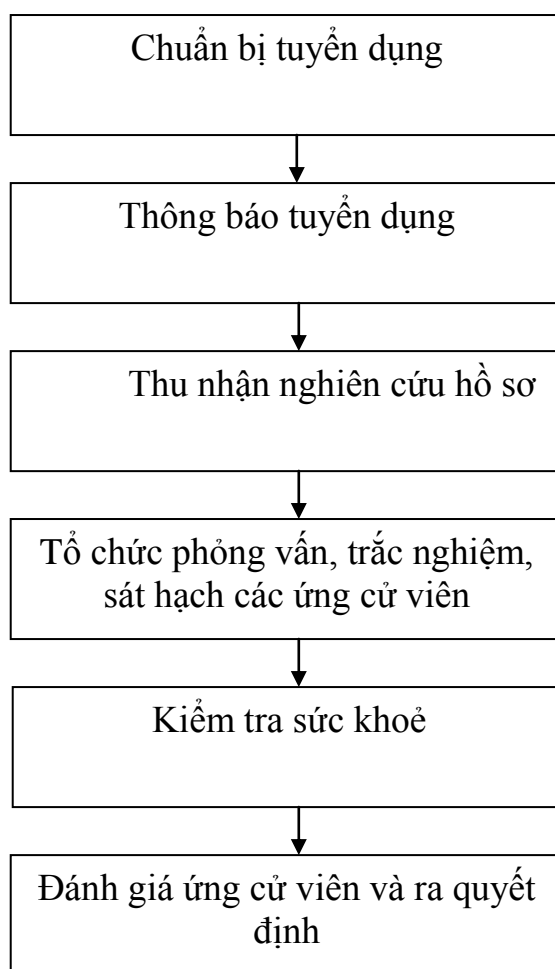 Chuẩn bị tuyển dụng
Thông báo tuyển dụng
Thu nhận nghiên cứu hồ sơ
Tổ chức phỏng vấn, trắc nghiệm,
sát hạch các ứng cử viên
Kiểm tra sức khoẻ
Đánh giá ứng cử viên và ra quyết
định